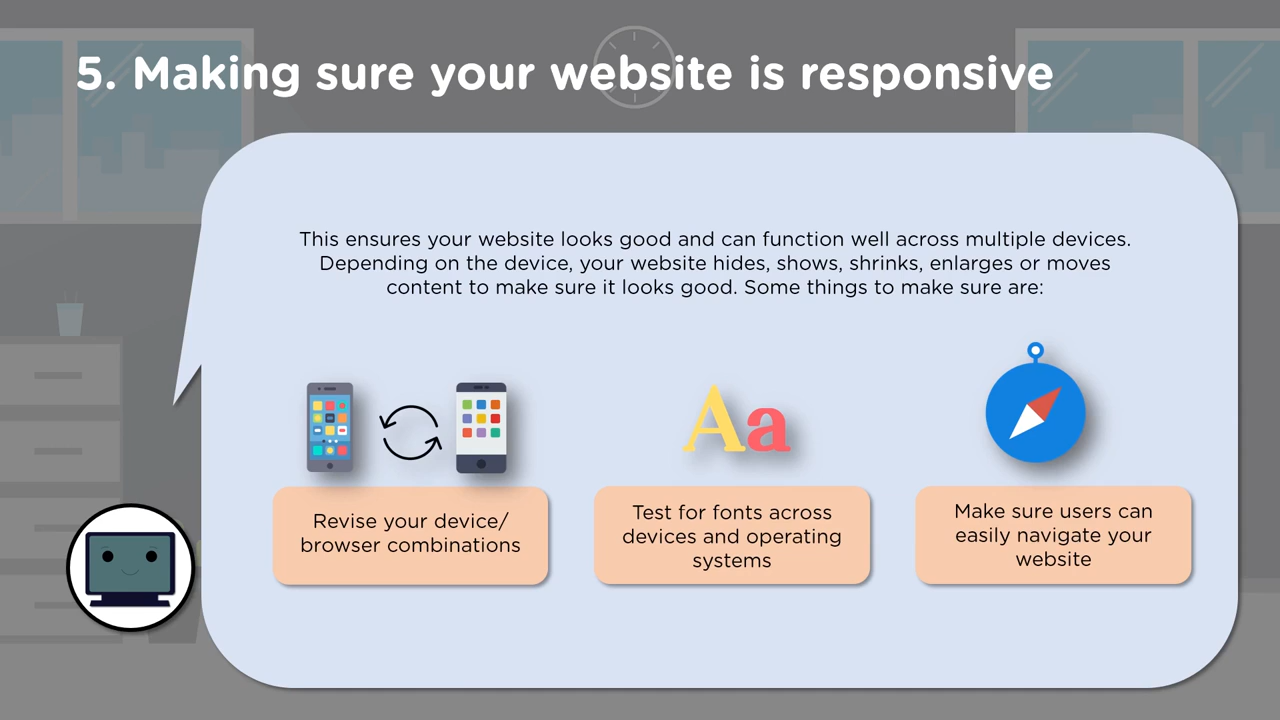 5. Making sure your website is responsive
This ensures your website looks good and can function well across multiple devices.
Depending on the device, your website hides, shows, shrinks, enlarges or moves
content to make sure it looks good. Some things to make sure are:
Aa
Revise your device/
browser combinations
Test for fonts across
devices and operating
systems
Make sure users can
easily navigate your
website